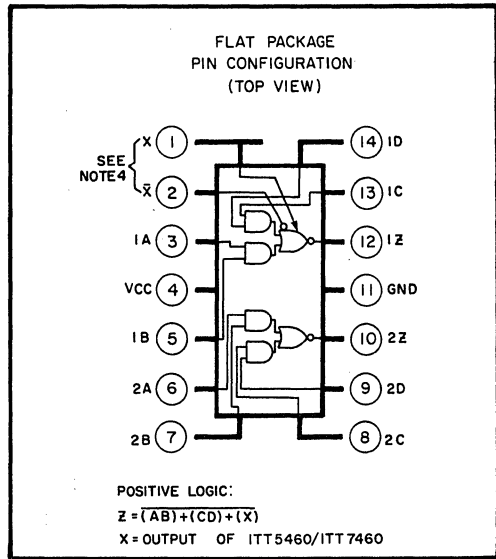 FLAT PACKAGE
PIN CONFIGURATION
(TOP VIEW)
X 1
14 1D
SEE NOTE 4
X̄ 2
13 1C
1A 3
12 1Z
VCC 4
11 GND
1B 5
10 2Z
2A 6
9 2D
2B 7
8 2C
POSITIVE LOGIC:
Z = (AB)+(CD)+(X)
X = OUTPUT OF ITT5460/ITT7460